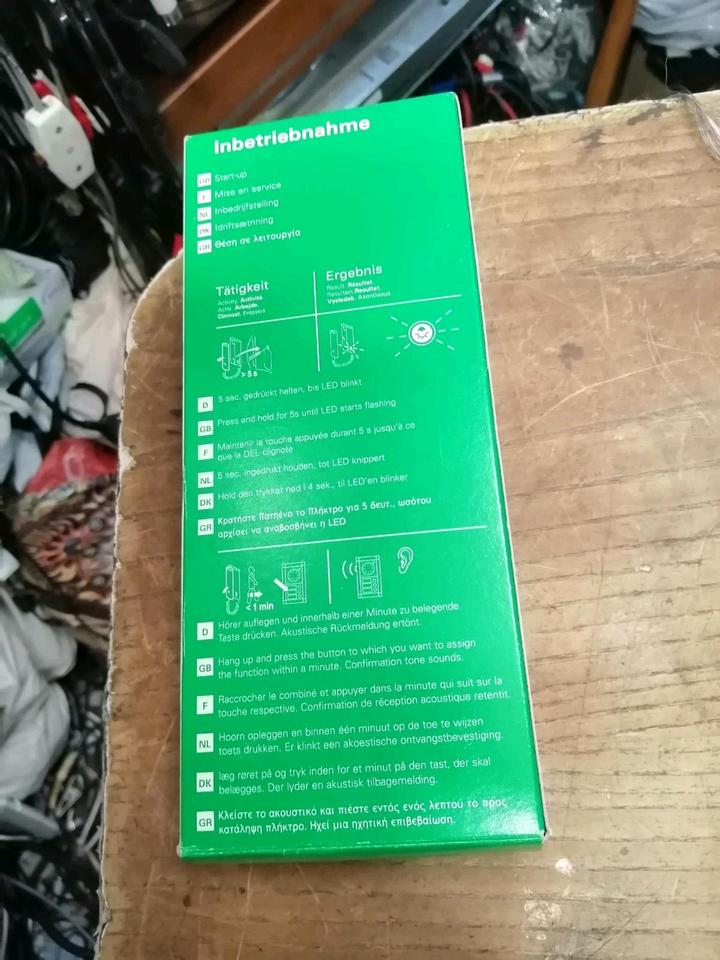 Inbetriebnahme
GB Start-up
F Mise en service
NL Inbedrijfstelling
DK Idriftsætnning
GR Θέση σε λειτουργία
Tätigkeit
Activity. Activité.
Actie. Arbejde.
Cinnost. Ενέργεια
Ergebnis
Result. Résultat
Resultaat. Resultat.
Vysledek. Αποτέλεσμα
>5s
D 5 sec. gedrückt halten, bis LED blinkt
GB Press and hold for 5s until LED starts flashing
F Maintenir la touche appuyée durant 5 s jusqu'à ce
que la DEL clignote
NL 5 sec. ingedrukt houden, tot LED knippert
DK Hold den trykket ned i 4 sek., til LED'en blinker
GR Κρατήστε πατηένο το πλήκτρο για 5 δευτ., ωσότου
αρχίσει να αναβοσβήνει η LED
< 1 min
D Hörer auflegen und innerhalb einer Minute zu belegende
Taste drücken. Akustische Rückmeldung ertönt.
GB Hang up and press the button to which you want to assign
the function within a minute. Confirmation tone sounds.
F Raccrocher le combiné et appuyer dans la minute qui suit sur la
touche respective. Confirmation de réception acoustique retentit.
NL Hoorn opleggen en binnen één minuut op de toe te wijzen
toets drukken. Er klinkt een akoestische ontvangstbevestiging.
DK læg røret på og tryk inden for et minut på den tast, der skal
belægges. Der lyder en akustisk tilbagemelding.
GR Κλείστε το ακουστικό και πιέστε εντός ενός λεπτού το προς
κατάληψη πλήκτρο. Ηχεί μια ηχητική επιβεβαίωση.